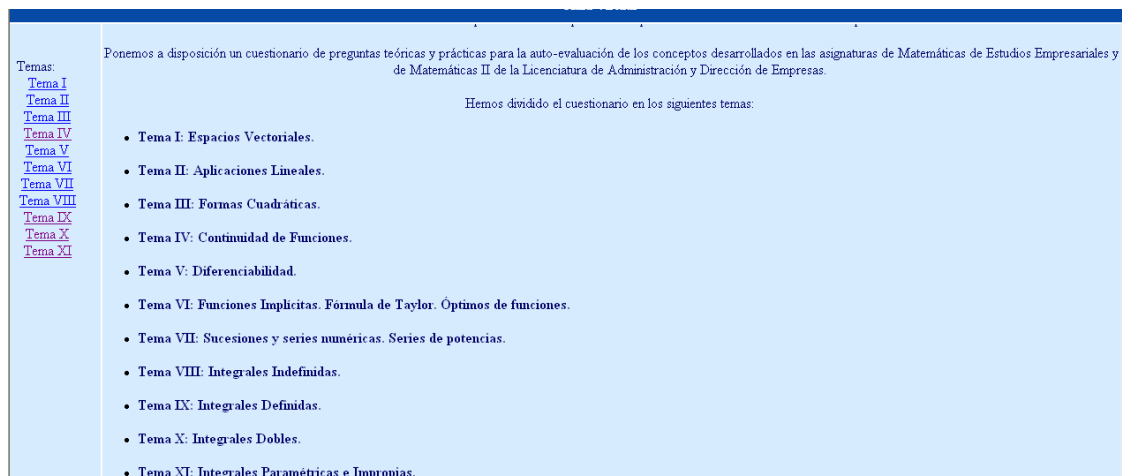 Temas:
Tema I
Tema II
Tema III
Tema IV
Tema V
Tema VI
Tema VII
Tema VIII
Tema IX
Tema X
Tema XI
Ponemos a disposición un cuestionario de preguntas teóricas y prácticas para la auto-evaluación de los conceptos desarrollados en las asignaturas de Matemáticas de Estudios Empresariales y
de Matemáticas II de la Licenciatura de Administración y Dirección de Empresas.
Hemos dividido el cuestionario en los siguientes temas:
• Tema I: Espacios Vectoriales.
• Tema II: Aplicaciones Lineales.
• Tema III: Formas Cuadráticas.
• Tema IV: Continuidad de Funciones.
• Tema V: Diferenciabilidad.
• Tema VI: Funciones Implícitas. Fórmula de Taylor. Óptimos de funciones.
• Tema VII: Sucesiones y series numéricas. Series de potencias.
• Tema VIII: Integrales Indefinidas.
• Tema IX: Integrales Definidas.
• Tema X: Integrales Dobles.
• Tema XI: Integrales Paramétricas e Impropias.